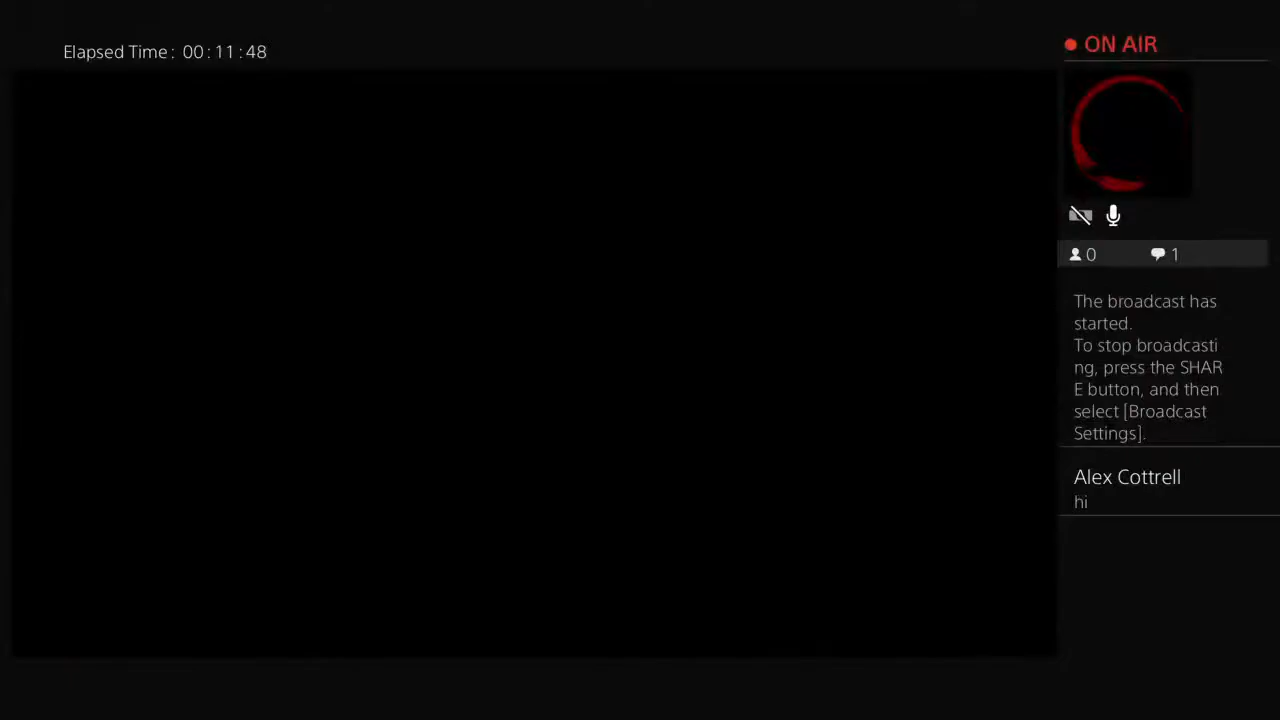 Elapsed Time: 00:11:48
ON AIR
0 1
The broadcast has
started.
To stop broadcasti
ng, press the SHAR
E button, and then
select [Broadcast
Settings].
Alex Cottrell
hi